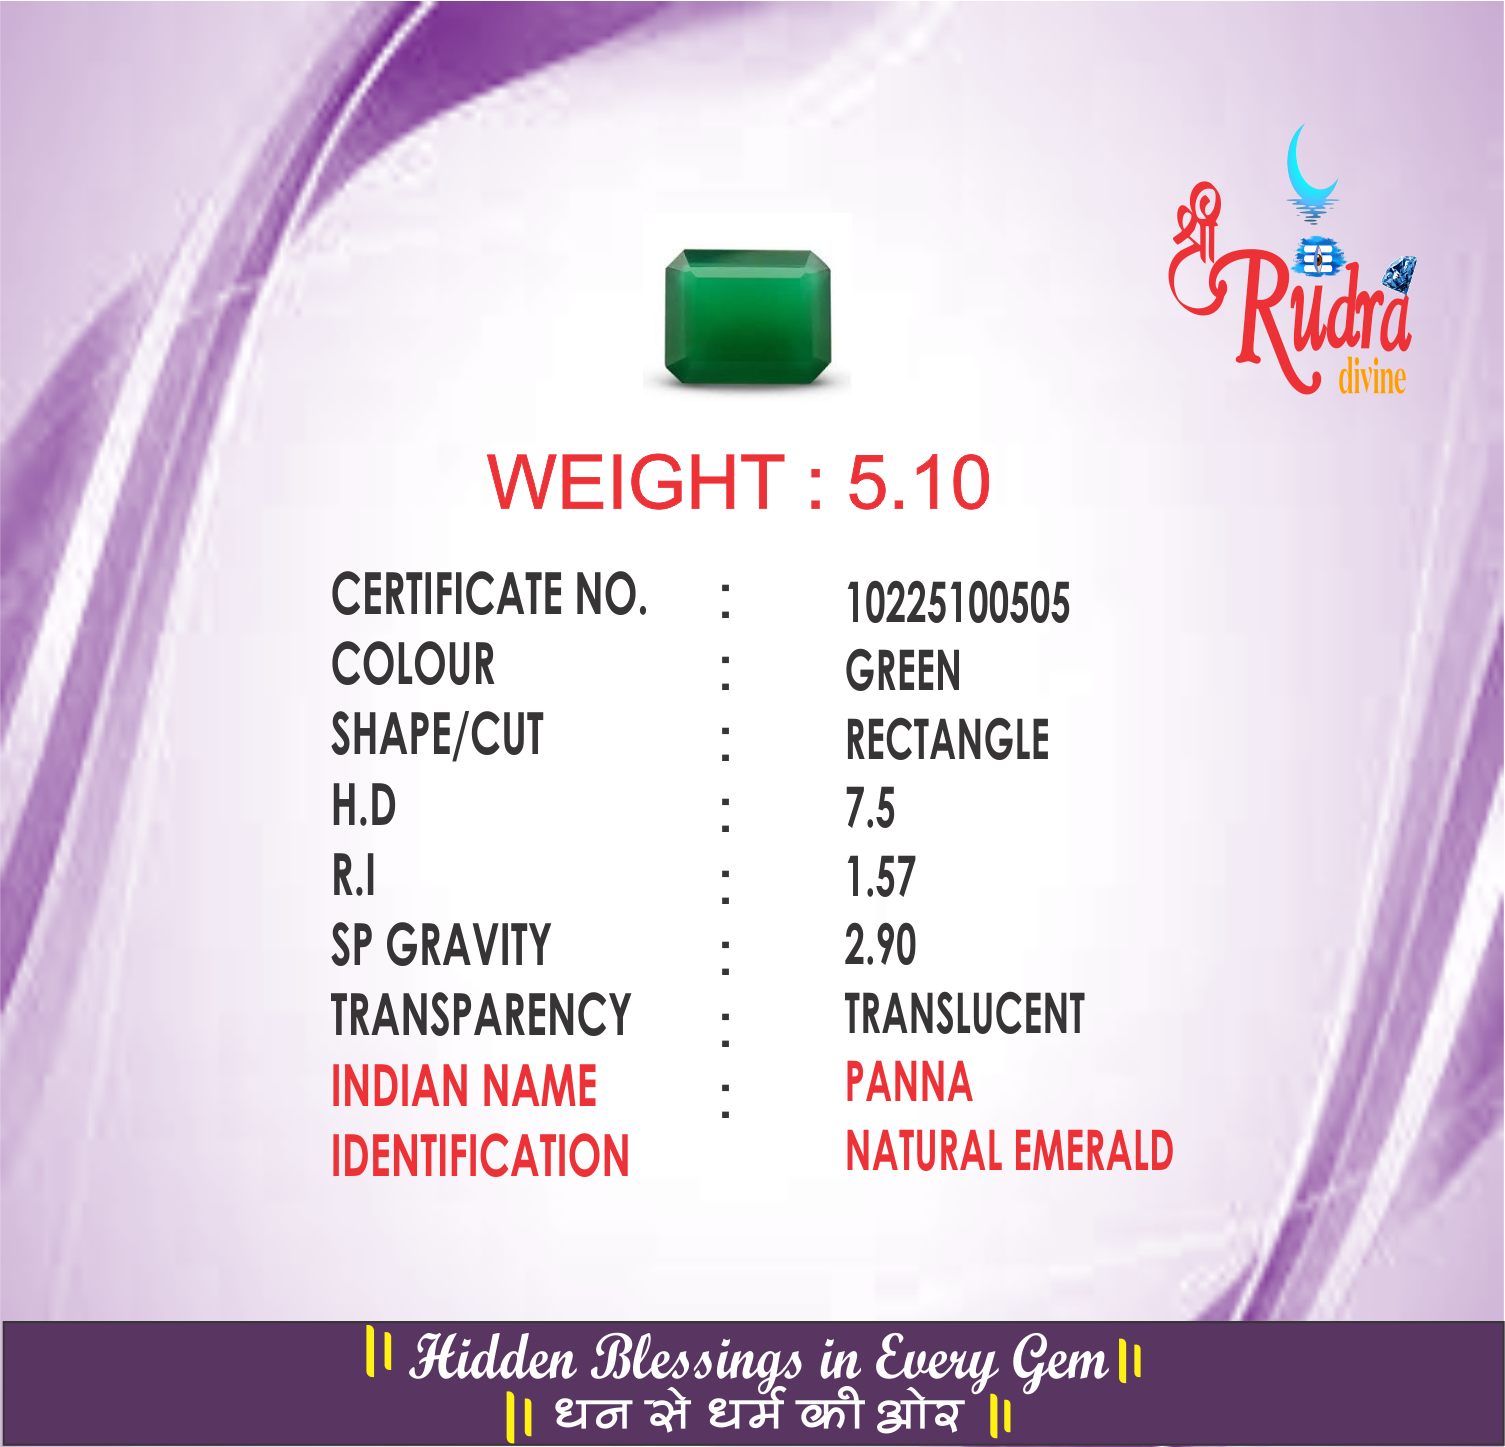 श्री
Rudra
divine
WEIGHT : 5.10
CERTIFICATE NO. : 10225100505
COLOUR : GREEN
SHAPE/CUT : RECTANGLE
H.D : 7.5
R.I : 1.57
SP GRAVITY : 2.90
TRANSPARENCY : TRANSLUCENT
INDIAN NAME : PANNA
IDENTIFICATION NATURAL EMERALD
|| Hidden Blessings in Every Gem ||
|| धन से धर्म की ओर ||